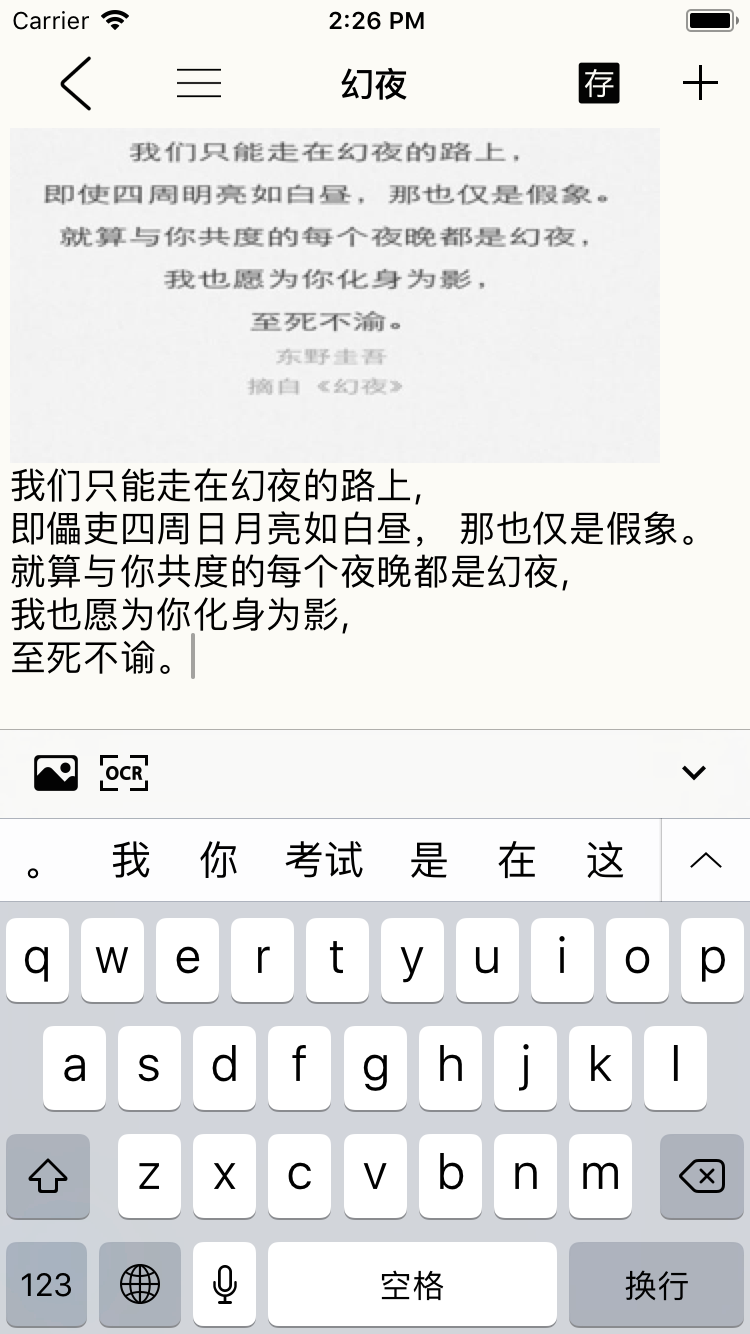 Carrier 2:26 PM
幻夜 存
我们只能走在幻夜的路上，
即使四周明亮如白昼，那也仅是假象。
就算与你共度的每个夜晚都是幻夜，
我也愿为你化身为影，
至死不渝。
东野圭吾
摘自《幻夜》
我们只能走在幻夜的路上,
即儡吏四周日月亮如白昼， 那也仅是假象。
就算与你共度的每个夜晚都是幻夜,
我也愿为你化身为影,
至死不谕。
OCR
。 我 你 考试 是 在 这
q w e r t y u i o p
a s d f g h j k l
z x c v b n m
123 空格 换行